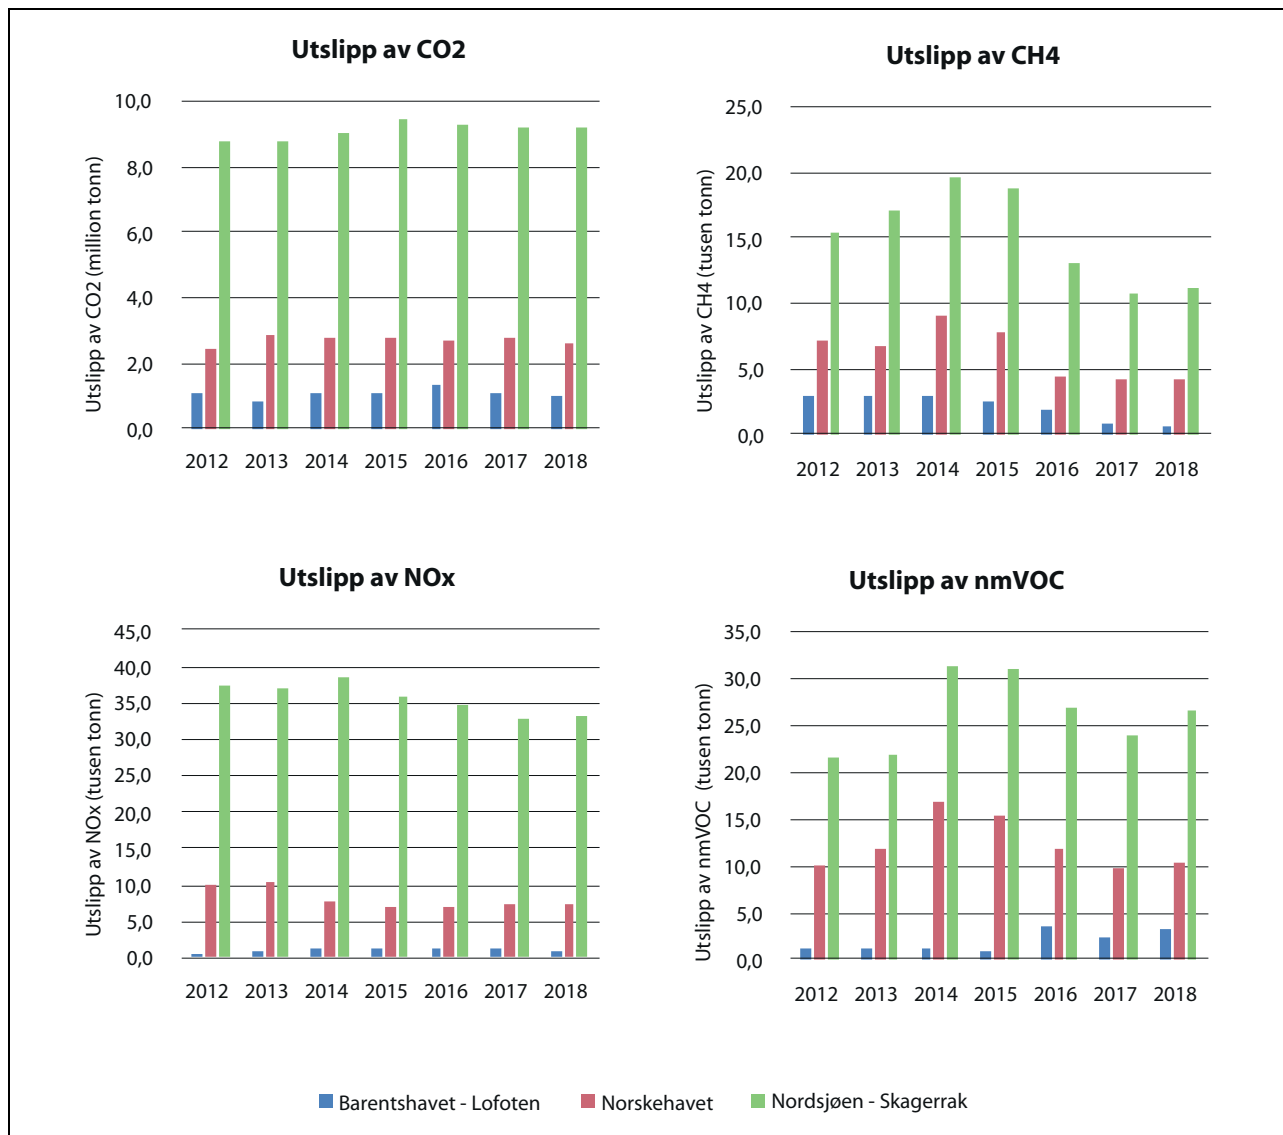 Utslipp av CO2
Utslipp av CO2 (million tonn)
10,0
8,0
6,0
4,0
2,0
0,0
2012 2013 2014 2015 2016 2017 2018
Utslipp av CH4
Utslipp av CH4 (tusen tonn)
25,0
20,0
15,0
10,0
5,0
0,0
2012 2013 2014 2015 2016 2017 2018
Utslipp av NOx
Utslipp av NOx (tusen tonn)
45,0
40,0
35,0
30,0
25,0
20,0
15,0
10,0
5,0
0,0
2012 2013 2014 2015 2016 2017 2018
Utslipp av nmVOC
Utslipp av nmVOC (tusen tonn)
35,0
30,0
25,0
20,0
15,0
10,0
5,0
0,0
2012 2013 2014 2015 2016 2017 2018
Barentshavet - Lofoten Norskehavet Nordsjøen - Skagerrak